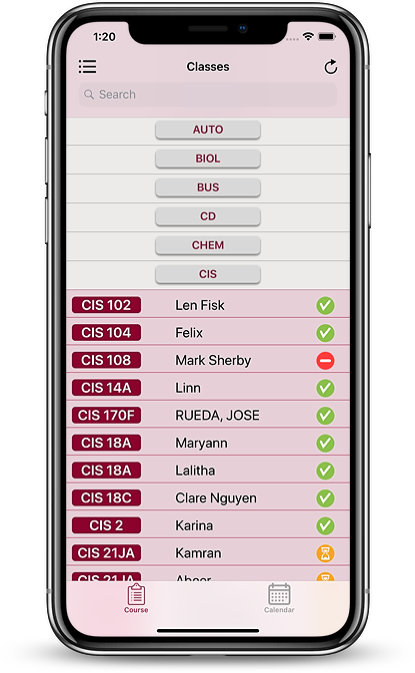 1:20
Classes
Search
AUTO
BIOL
BUS
CD
CHEM
CIS
CIS 102 Len Fisk
CIS 104 Felix
CIS 108 Mark Sherby
CIS 14A Linn
CIS 170F RUEDA, JOSE
CIS 18A Maryann
CIS 18A Lalitha
CIS 18C Clare Nguyen
CIS 2 Karina
CIS 21JA Kamran
CIS 21JA Abeer
Course Calendar